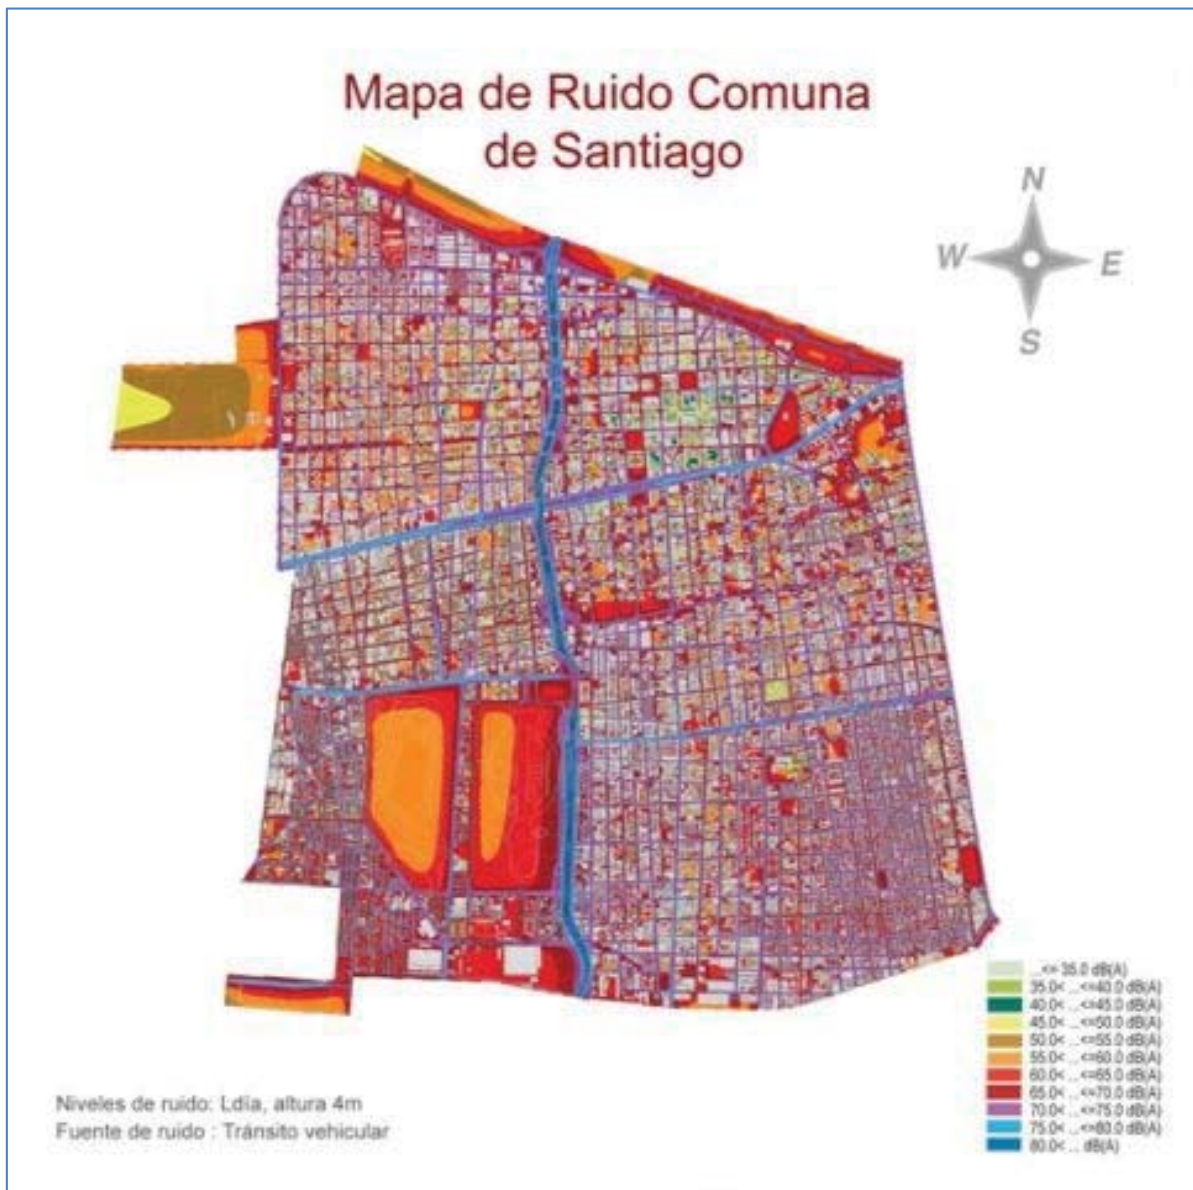 Mapa de Ruido Comuna
de Santiago
N
W
E
S
...<= 35.0 dB(A)
35.0< ...<=40.0 dB(A)
40.0< ...<=45.0 dB(A)
45.0< ...<=50.0 dB(A)
50.0< ...<=55.0 dB(A)
55.0< ...<=60.0 dB(A)
60.0< ...<=65.0 dB(A)
65.0< ...<=70.0 dB(A)
70.0< ...<=75.0 dB(A)
75.0< ...<=80.0 dB(A)
80.0< ... dB(A)
Niveles de ruido: Ldía, altura 4m
Fuente de ruido : Tránsito vehicular